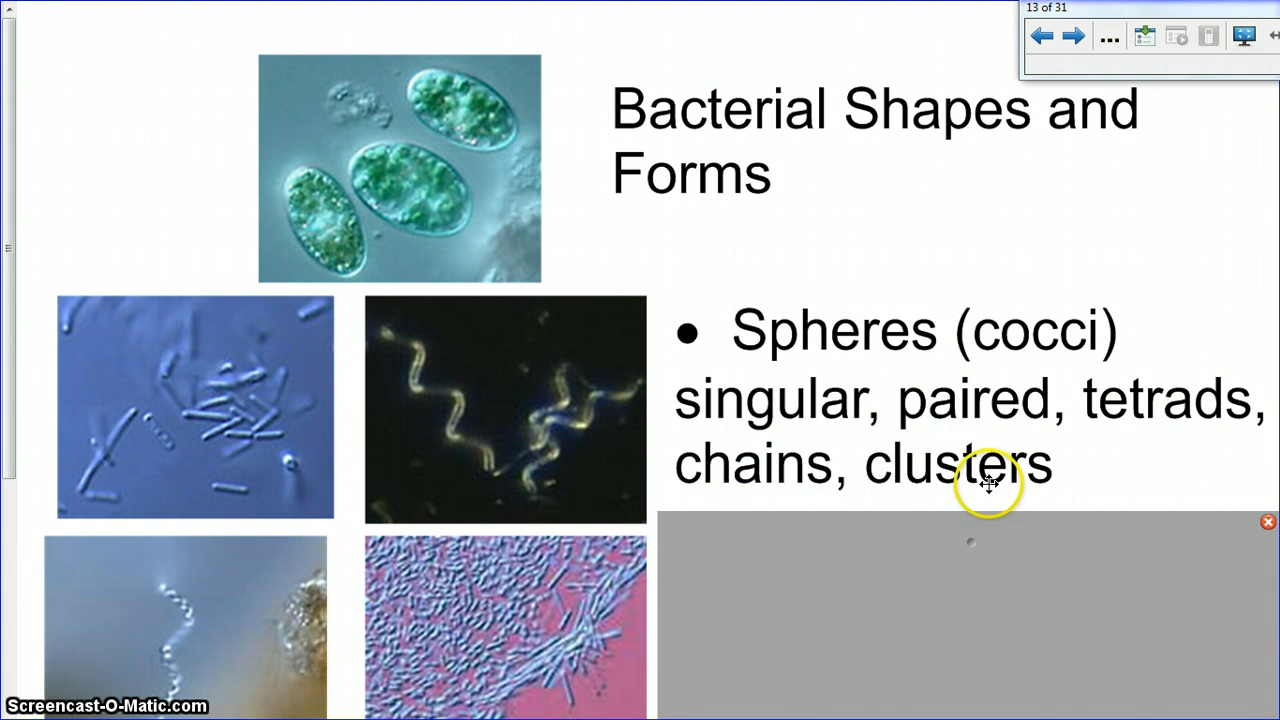 13 of 31
Bacterial Shapes and
Forms
• Spheres (cocci)
singular, paired, tetrads,
chains, clusters
Screencast-O-Matic.com